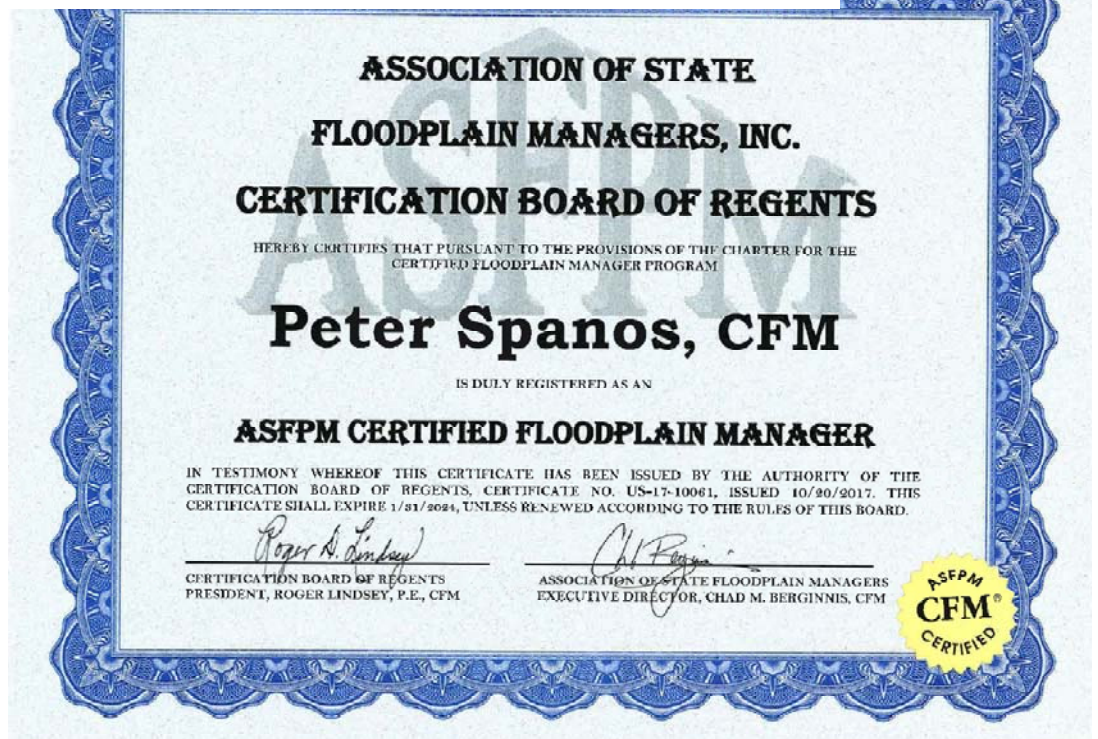 ASSOCIATION OF STATE
FLOODPLAIN MANAGERS, INC.
CERTIFICATION BOARD OF REGENTS
HEREBY CERTIFIES THAT PURSUANT TO THE PROVISIONS OF THE CHARTER FOR THE
CERTIFIED FLOODPLAIN MANAGER PROGRAM
ASFPM
Peter Spanos, CFM
IS DULY REGISTERED AS AN
ASFPM CERTIFIED FLOODPLAIN MANAGER
IN TESTIMONY WHEREOF THIS CERTIFICATE HAS BEEN ISSUED BY THE AUTHORITY OF THE
CERTIFICATION BOARD OF REGENTS, CERTIFICATE NO. US-17-10061, ISSUED 10/20/2017. THIS
CERTIFICATE SHALL EXPIRE 1/31/2024, UNLESS RENEWED ACCORDING TO THE RULES OF THIS BOARD.
Roger D. Lindsey
CERTIFICATION BOARD OF REGENTS
PRESIDENT, ROGER LINDSEY, P.E., CFM
ASSOCIATION OF STATE FLOODPLAIN MANAGERS
EXECUTIVE DIRECTOR, CHAD M. BERGINNIS, CFM
ASFPM
CFM®
CERTIFIED